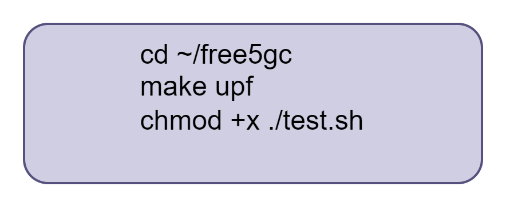 cd ~/free5gc
make upf
chmod +x ./test.sh